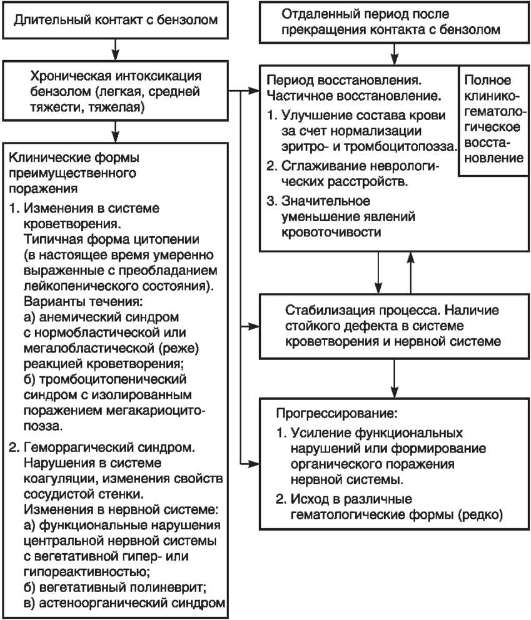 Длительный контакт с бензолом
Хроническая интоксикация
бензолом (легкая, средней
тяжести, тяжелая)
Клинические формы
преимущественного
поражения
1. Изменения в системе
кроветворения.
Типичная форма цитопении
(в настоящее время умеренно
выраженные с преобладанием
лейкопенического состояния).
Варианты течения:
а) анемический синдром
с нормобластической или
мегалобластической (реже)
реакцией кроветворения;
б) тромбоцитопенический
синдром с изолированным
поражением мегакариоцито-
поэза.
2. Геморрагический синдром.
Нарушения в системе
коагуляции, изменения свойств
сосудистой стенки.
Изменения в нервной системе:
а) функциональные нарушения
центральной нервной системы
с вегетативной гипер- или
гипореактивностью;
б) вегетативный полиневрит;
в) астеноорганический синдром
Отдаленный период после
прекращения контакта с бензолом
Период восстановления.
Частичное восстановление.
1. Улучшение состава крови
за счет нормализации
эритро- и тромбоцитопоэза.
2. Сглаживание неврологи-
ческих расстройств.
3. Значительное
уменьшение явлений
кровоточивости
Полное
клинико-
гематоло-
гическое
восста-
новление
Стабилизация процесса. Наличие
стойкого дефекта в системе
кроветворения и нервной системе
Прогрессирование:
1. Усиление функциональных
нарушений или формирование
органического поражения
нервной системы.
2. Исход в различные
гематологические формы (редко)